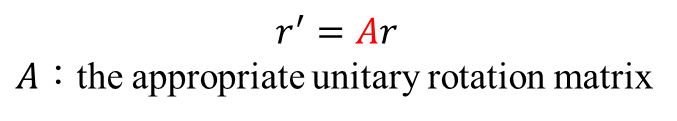 r′ = Ar
A : the appropriate unitary rotation matrix